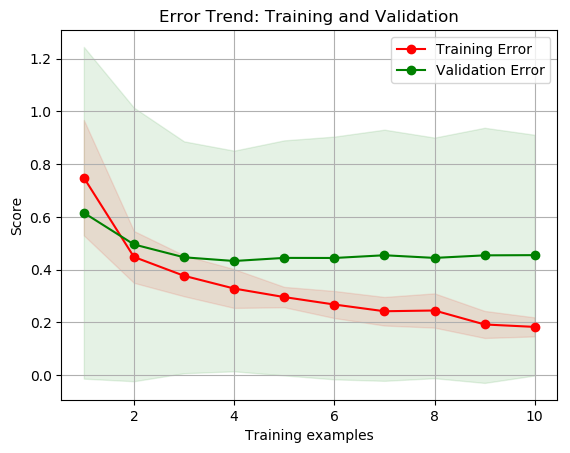 Error Trend: Training and Validation
Training Error
Validation Error
1.2
1.0
0.8
0.6
0.4
0.2
0.0
Score
2 4 6 8 10
Training examples